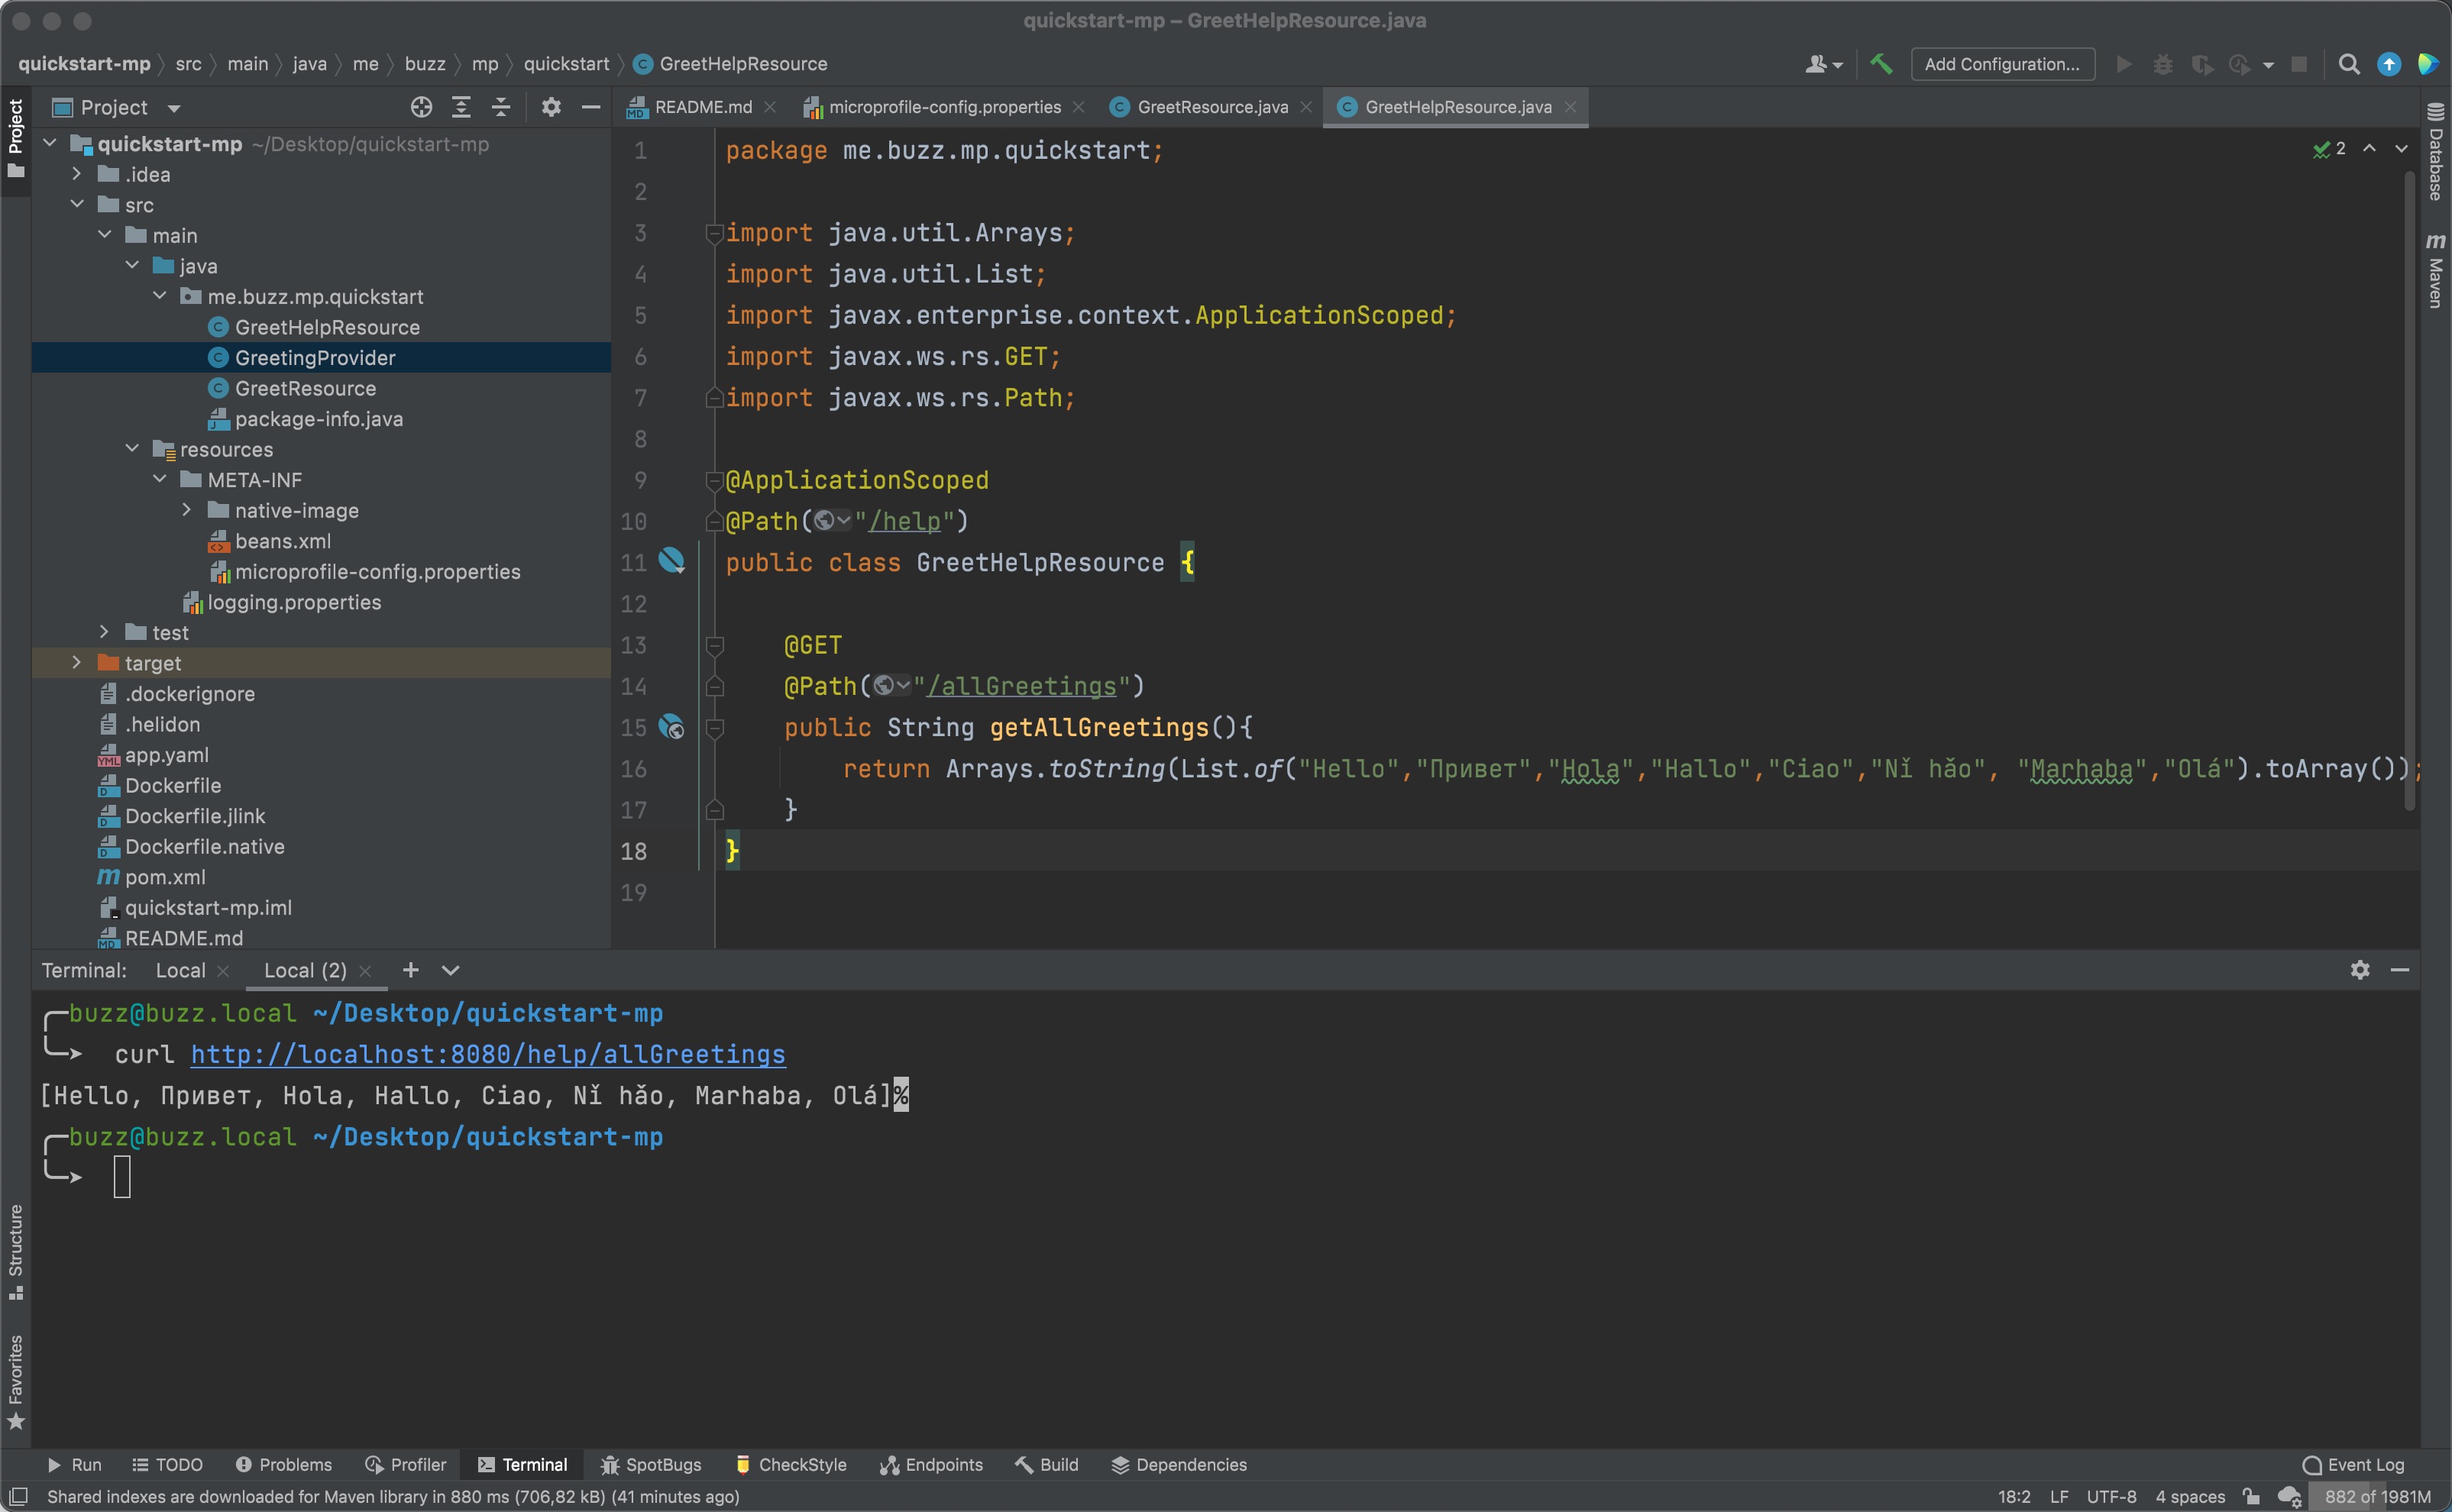 quickstart-mp – GreetHelpResource.java
quickstart-mp src main java me buzz mp quickstart GreetHelpResource
Add Configuration...
Project
README.md microprofile-config.properties GreetResource.java GreetHelpResource.java
Project
Structure
Favorites
Database
Maven
quickstart-mp ~/Desktop/quickstart-mp
.idea
src
main
java
me.buzz.mp.quickstart
GreetHelpResource
GreetingProvider
GreetResource
package-info.java
resources
META-INF
native-image
beans.xml
microprofile-config.properties
logging.properties
test
target
.dockerignore
.helidon
app.yaml
Dockerfile
Dockerfile.jlink
Dockerfile.native
pom.xml
quickstart-mp.iml
README.md
2
1 package me.buzz.mp.quickstart;
2
3 import java.util.Arrays;
4 import java.util.List;
5 import javax.enterprise.context.ApplicationScoped;
6 import javax.ws.rs.GET;
7 import javax.ws.rs.Path;
8
9 @ApplicationScoped
10 @Path("/help")
11 public class GreetHelpResource {
12
13 @GET
14 @Path("/allGreetings")
15 public String getAllGreetings(){
16 return Arrays.toString(List.of("Hello","Привет","Hola","Hallo","Ciao","Nǐ hǎo", "Marhaba","Olá").toArray());
17 }
18 }
19
Terminal: Local Local (2)
buzz@buzz.local ~/Desktop/quickstart-mp
curl http://localhost:8080/help/allGreetings
[Hello, Привет, Hola, Hallo, Ciao, Nǐ hǎo, Marhaba, Olá]%
buzz@buzz.local ~/Desktop/quickstart-mp
Run TODO Problems Profiler Terminal SpotBugs CheckStyle Endpoints Build Dependencies Event Log
Shared indexes are downloaded for Maven library in 880 ms (706,82 kB) (41 minutes ago) 18:2 LF UTF-8 4 spaces 882 of 1981M